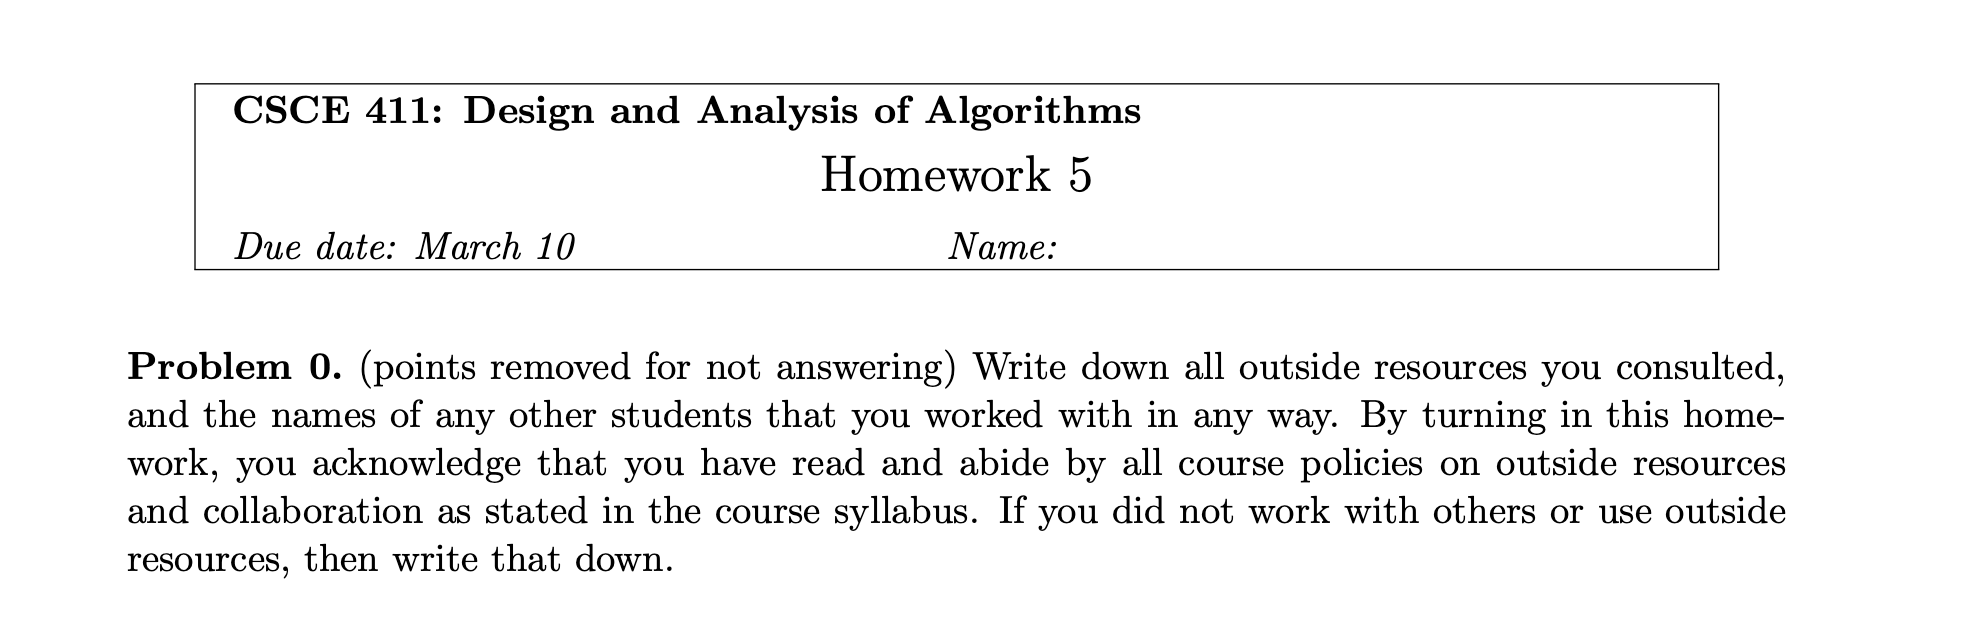 CSCE 411: Design and Analysis of Algorithms
Homework 5
Due date: March 10 Name:
Problem 0. (points removed for not answering) Write down all outside resources you consulted,
and the names of any other students that you worked with in any way. By turning in this home-
work, you acknowledge that you have read and abide by all course policies on outside resources
and collaboration as stated in the course syllabus. If you did not work with others or use outside
resources, then write that down.